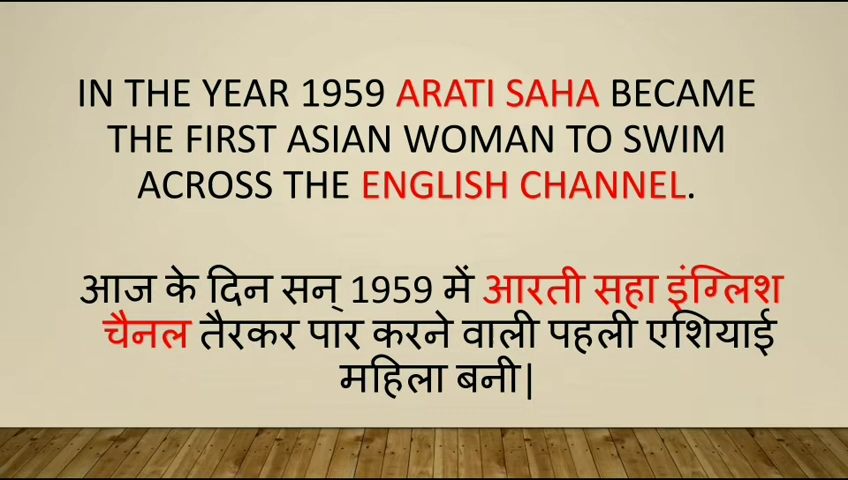 IN THE YEAR 1959 ARATI SAHA BECAME
THE FIRST ASIAN WOMAN TO SWIM
ACROSS THE ENGLISH CHANNEL.
आज के दिन सन् 1959 में आरती सहा इंग्लिश
चैनल तैरकर पार करने वाली पहली एशियाई
महिला बनी|